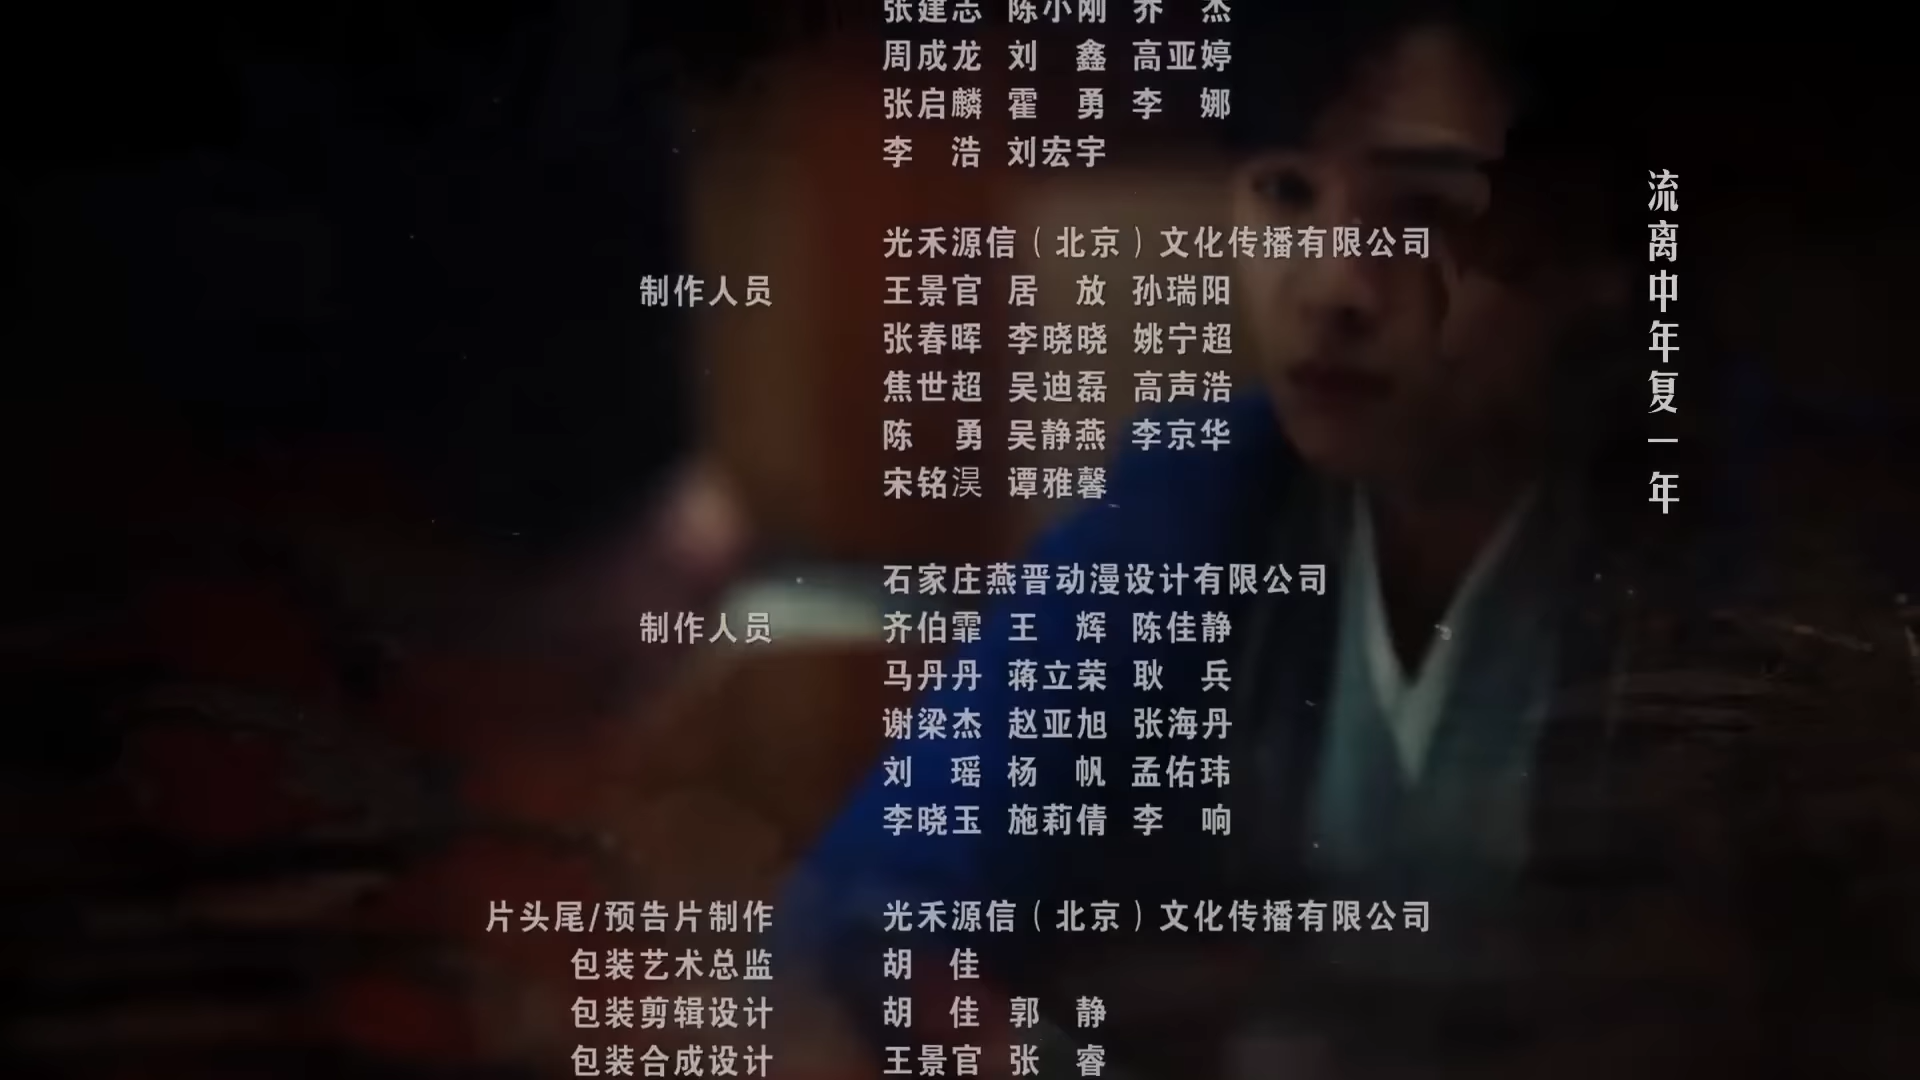 张建志 陈小刚 乔 杰
周成龙 刘 鑫 高亚婷
张启麟 霍 勇 李 娜
李 浩 刘宏宇
光禾源信（北京）文化传播有限公司
制作人员 王景官 居 放 孙瑞阳
张春晖 李晓晓 姚宁超
焦世超 吴迪磊 高声浩
陈 勇 吴静燕 李京华
宋铭淏 谭雅馨
石家庄燕晋动漫设计有限公司
制作人员 齐伯霏 王 辉 陈佳静
马丹丹 蒋立荣 耿 兵
谢梁杰 赵亚旭 张海丹
刘 瑶 杨 帆 孟佑玮
李晓玉 施莉倩 李 响
片头尾/预告片制作 光禾源信（北京）文化传播有限公司
包装艺术总监 胡 佳
包装剪辑设计 胡 佳 郭 静
包装合成设计 王景官 张 睿
流离中年复一年